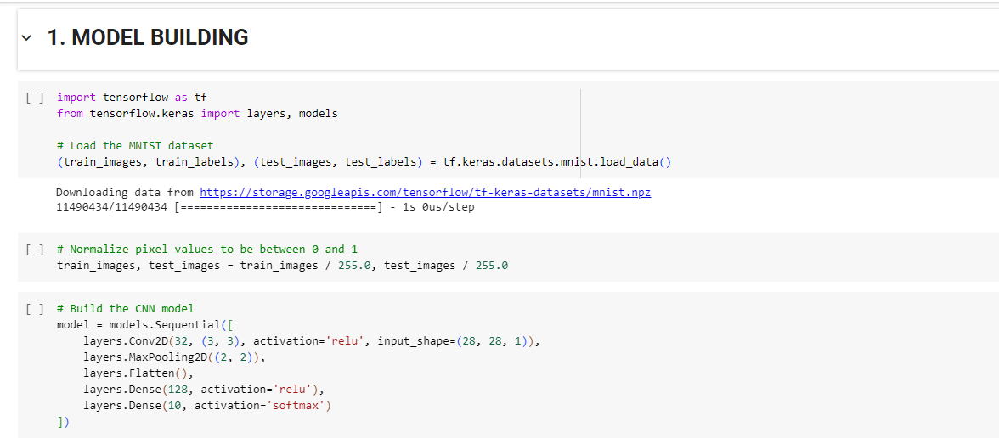 1. MODEL BUILDING
[ ] import tensorflow as tf
from tensorflow.keras import layers, models
# Load the MNIST dataset
(train_images, train_labels), (test_images, test_labels) = tf.keras.datasets.mnist.load_data()
Downloading data from https://storage.googleapis.com/tensorflow/tf-keras-datasets/mnist.npz
11490434/11490434 [==============================] - 1s 0us/step
[ ] # Normalize pixel values to be between 0 and 1
train_images, test_images = train_images / 255.0, test_images / 255.0
[ ] # Build the CNN model
model = models.Sequential([
    layers.Conv2D(32, (3, 3), activation='relu', input_shape=(28, 28, 1)),
    layers.MaxPooling2D((2, 2)),
    layers.Flatten(),
    layers.Dense(128, activation='relu'),
    layers.Dense(10, activation='softmax')
])